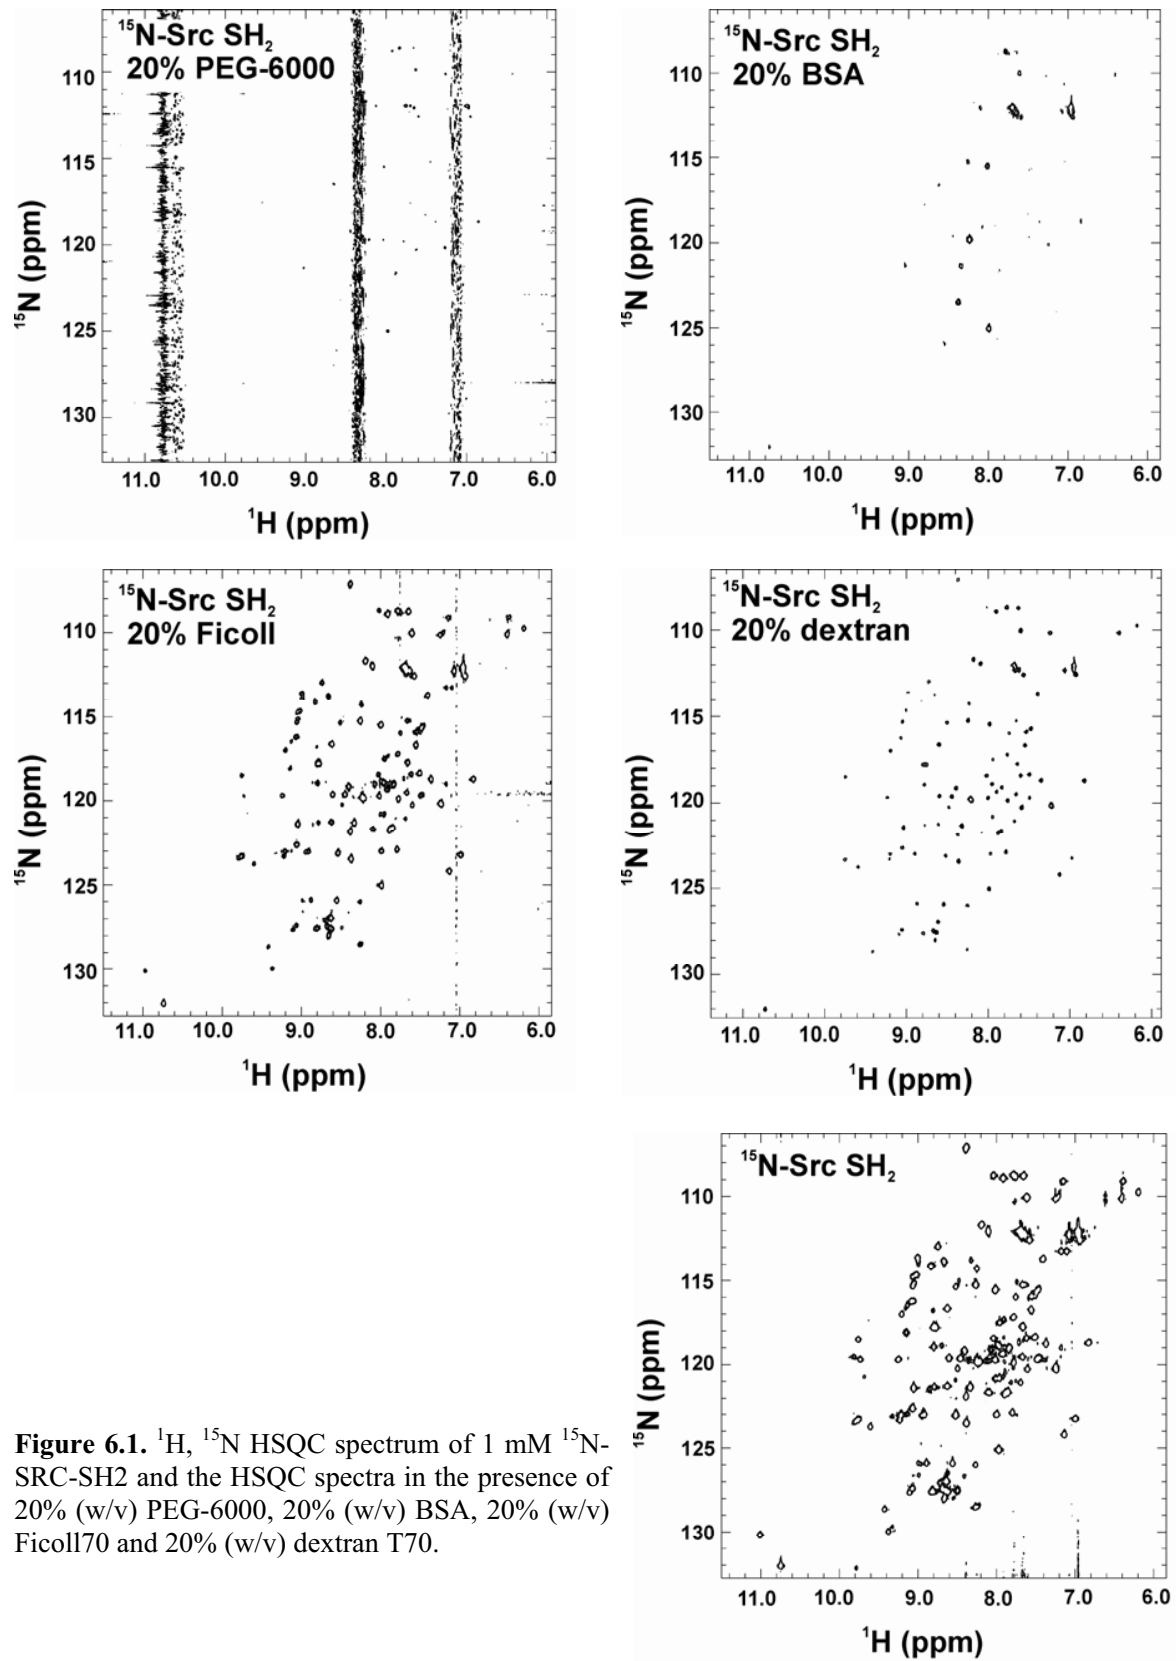 ¹⁵N-Src SH₂
20% PEG-6000
110
115
120
125
130
¹⁵N (ppm)
11.0 10.0 9.0 8.0 7.0 6.0
¹H (ppm)
¹⁵N-Src SH₂
20% BSA
110
115
120
125
130
¹⁵N (ppm)
11.0 10.0 9.0 8.0 7.0 6.0
¹H (ppm)
¹⁵N-Src SH₂
20% Ficoll
110
115
120
125
130
¹⁵N (ppm)
11.0 10.0 9.0 8.0 7.0 6.0
¹H (ppm)
¹⁵N-Src SH₂
20% dextran
110
115
120
125
130
¹⁵N (ppm)
11.0 10.0 9.0 8.0 7.0 6.0
¹H (ppm)
¹⁵N-Src SH₂
110
115
120
125
130
¹⁵N (ppm)
11.0 10.0 9.0 8.0 7.0 6.0
¹H (ppm)
Figure 6.1. ¹H, ¹⁵N HSQC spectrum of 1 mM ¹⁵N-
SRC-SH2 and the HSQC spectra in the presence of
20% (w/v) PEG-6000, 20% (w/v) BSA, 20% (w/v)
Ficoll70 and 20% (w/v) dextran T70.